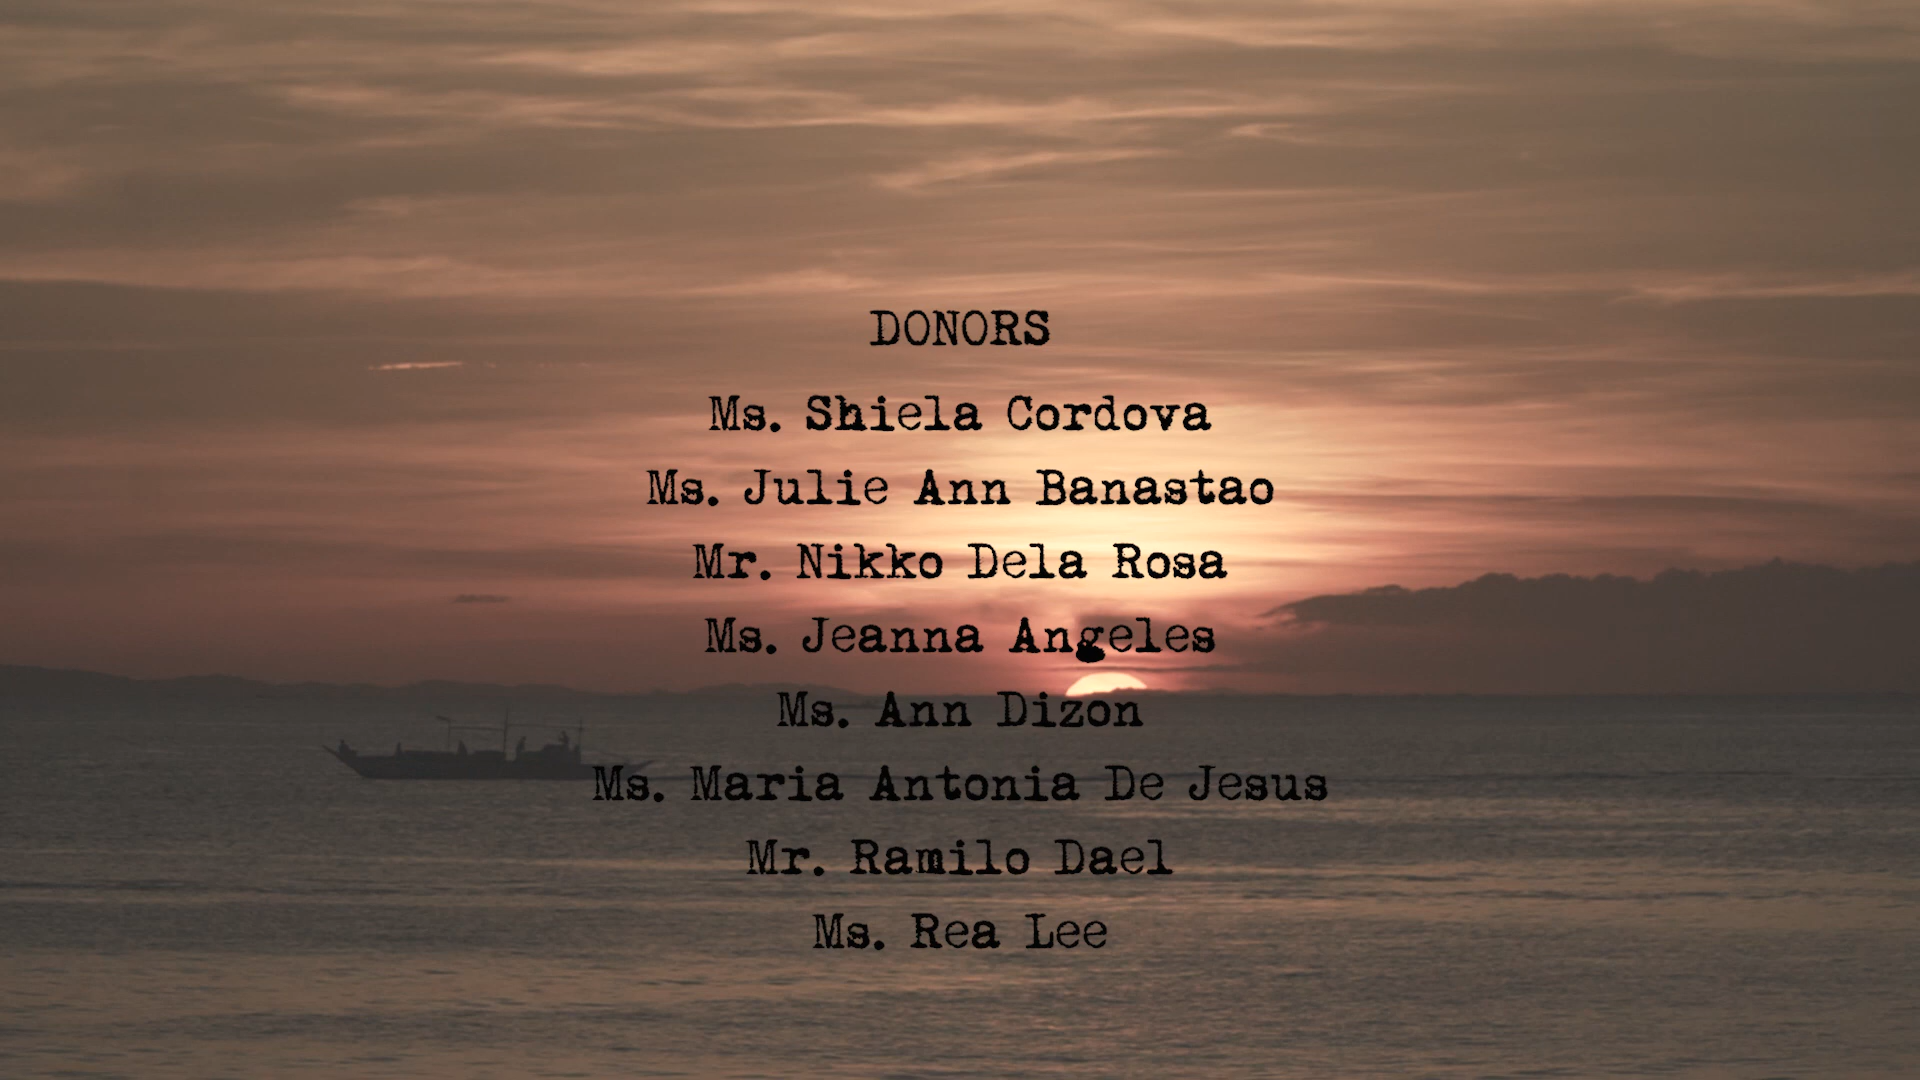 DONORS
Ms. Shiela Cordova
Ms. Julie Ann Banastao
Mr. Nikko Dela Rosa
Ms. Jeanna Angeles
Ms. Ann Dizon
Ms. Maria Antonia De Jesus
Mr. Ramilo Dael
Ms. Rea Lee